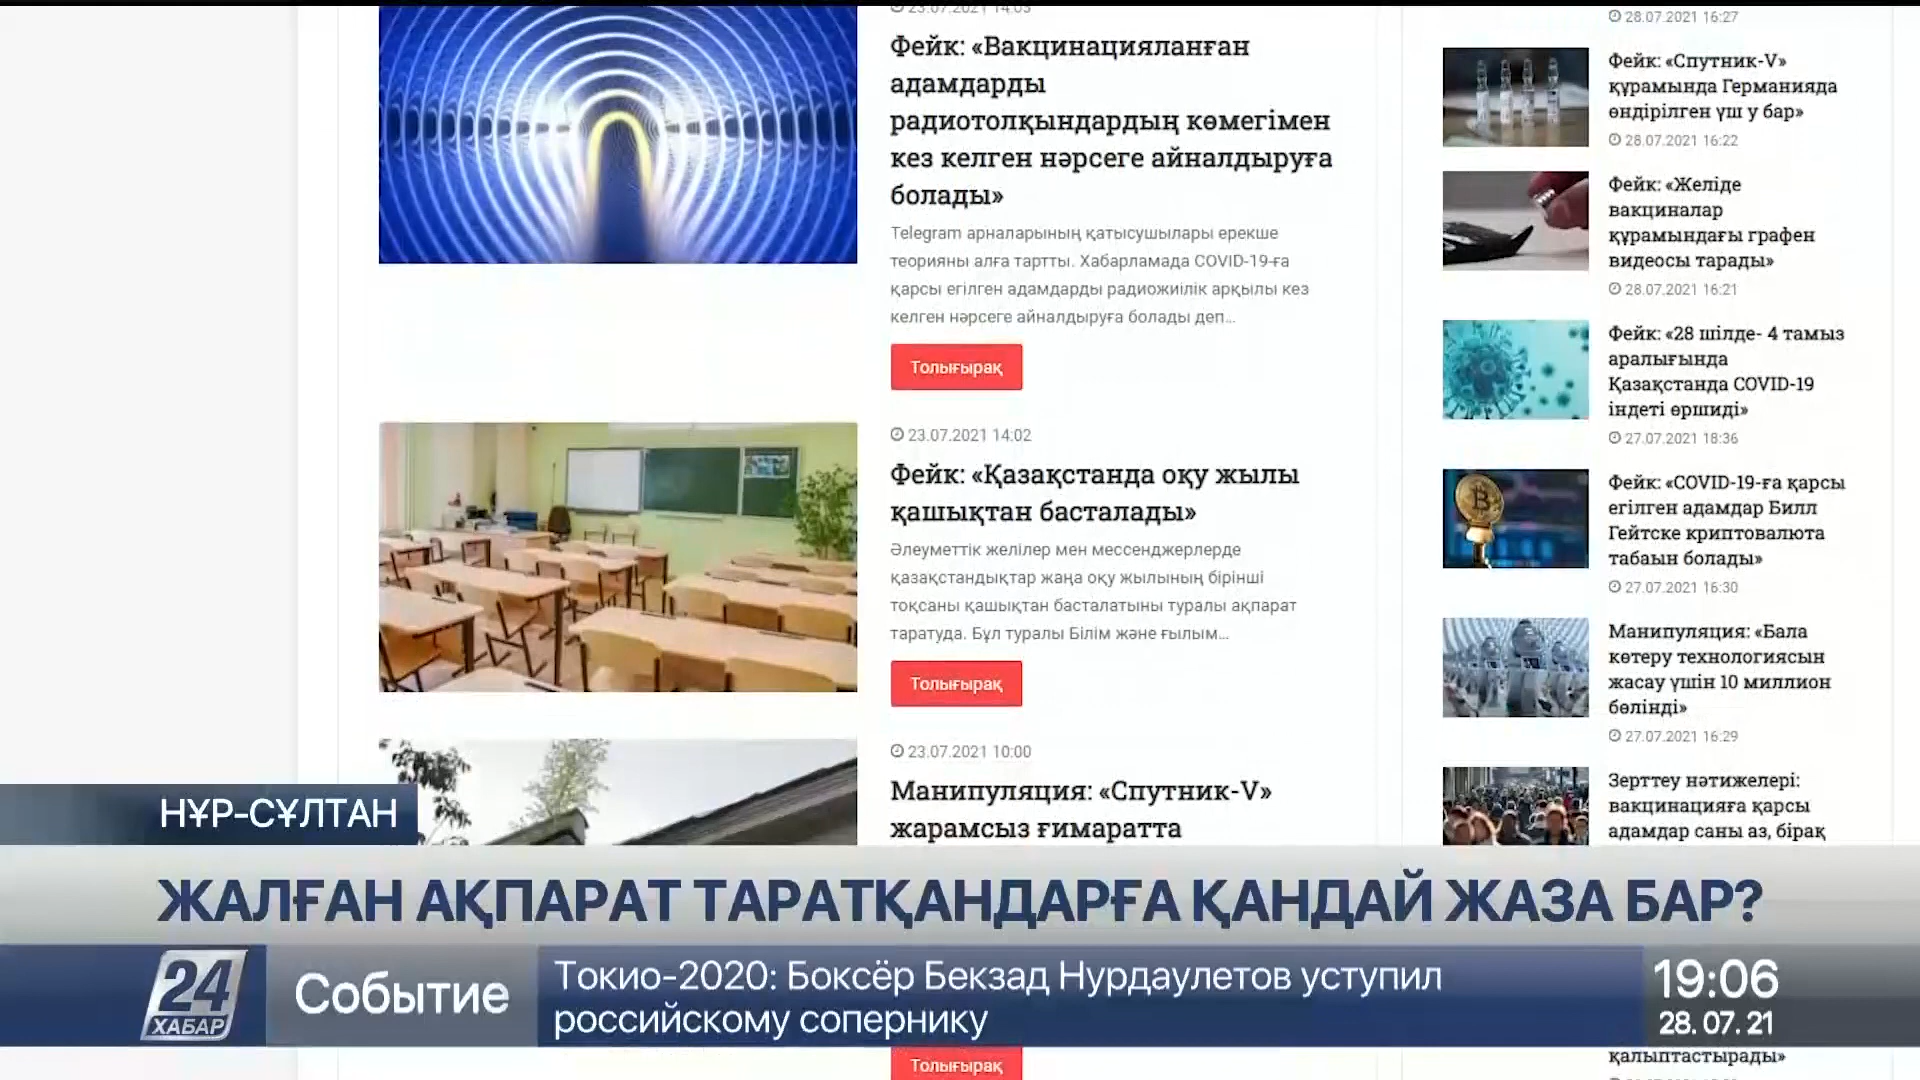 23.07.2021 14:03
Фейк: «Вакцинацияланған
адамдарды
радиотолқындардың көмегімен
кез келген нәрсеге айналдыруға
болады»
Telegram арналарының қатысушылары ерекше
теорияны алға тартты. Хабарламада COVID-19-ға
қарсы егілген адамдарды радиожиілік арқылы кез
келген нәрсеге айналдыруға болады деп...
Толығырақ
23.07.2021 14:02
Фейк: «Қазақстанда оқу жылы
қашықтан басталады»
Әлеуметтік желілер мен мессенджерлерде
қазақстандықтар жаңа оқу жылының бірінші
тоқсаны қашықтан басталатыны туралы ақпарат
таратуда. Бұл туралы Білім және ғылым...
Толығырақ
23.07.2021 10:00
Манипуляция: «Спутник-V»
жарамсыз ғимаратта
Толығырақ
28.07.2021 16:27
Фейк: «Спутник-V»
құрамында Германияда
өндірілген үш у бар»
28.07.2021 16:22
Фейк: «Желіде
вакциналар
құрамындағы графен
видеосы тарады»
28.07.2021 16:21
Фейк: «28 шілде- 4 тамыз
аралығында
Қазақстанда COVID-19
індеті өршиді»
27.07.2021 18:36
Фейк: «COVID-19-ға қарсы
егілген адамдар Билл
Гейтске криптовалюта
табаын болады»
27.07.2021 16:30
Манипуляция: «Бала
көтеру технологиясын
жасау үшін 10 миллион
бөлінді»
27.07.2021 16:29
Зерттеу нәтижелері:
вакцинацияға қарсы
адамдар саны аз, бірақ
қалыптастырады»
НҰР-СҰЛТАН
ЖАЛҒАН АҚПАРАТ ТАРАТҚАНДАРҒА ҚАНДАЙ ЖАЗА БАР?
24
ХАБАР
Событие
Токио-2020: Боксёр Бекзад Нурдаулетов уступил
российскому сопернику
19:06
28. 07. 21